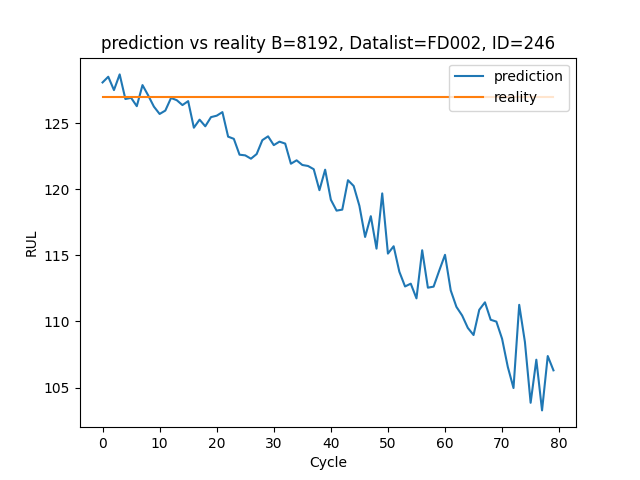 prediction vs reality B=8192, Datalist=FD002, ID=246
prediction
reality
RUL
125
120
115
110
105
0 10 20 30 40 50 60 70 80
Cycle